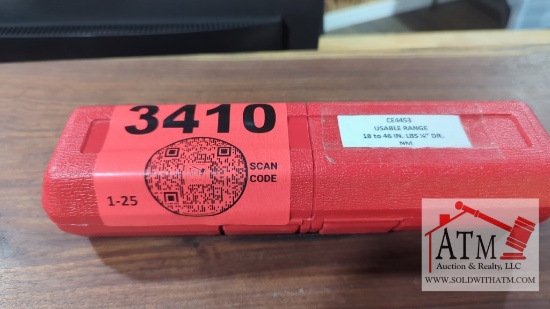 3410
SCAN
CODE
1-25
CE4453
USABLE RANGE
18 to 46 IN. LBS ¼" DR.
ATM
Auction & Realty, LLC
WWW.SOLDWITHATM.COM